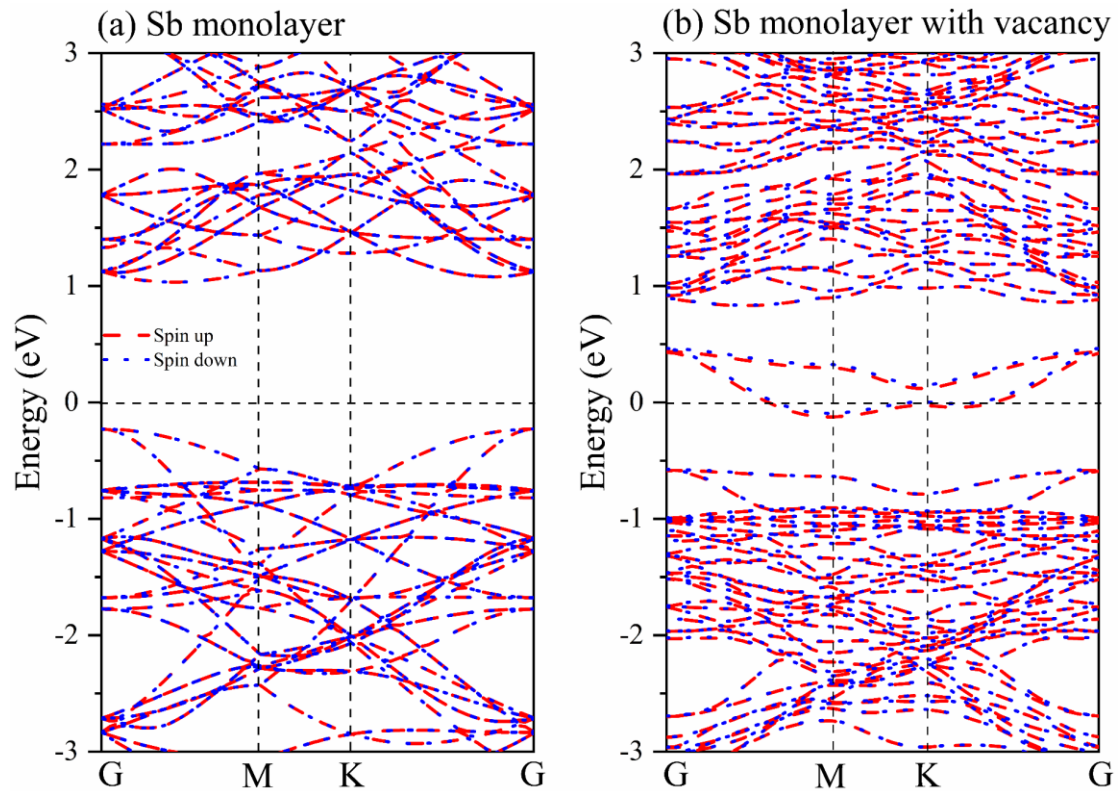 (a) Sb monolayer
3
2
1
0
-1
-2
-3
Energy (eV)
Spin up
Spin down
G
M
K
G
(b) Sb monolayer with vacancy
3
2
1
0
-1
-2
-3
Energy (eV)
G
M
K
G